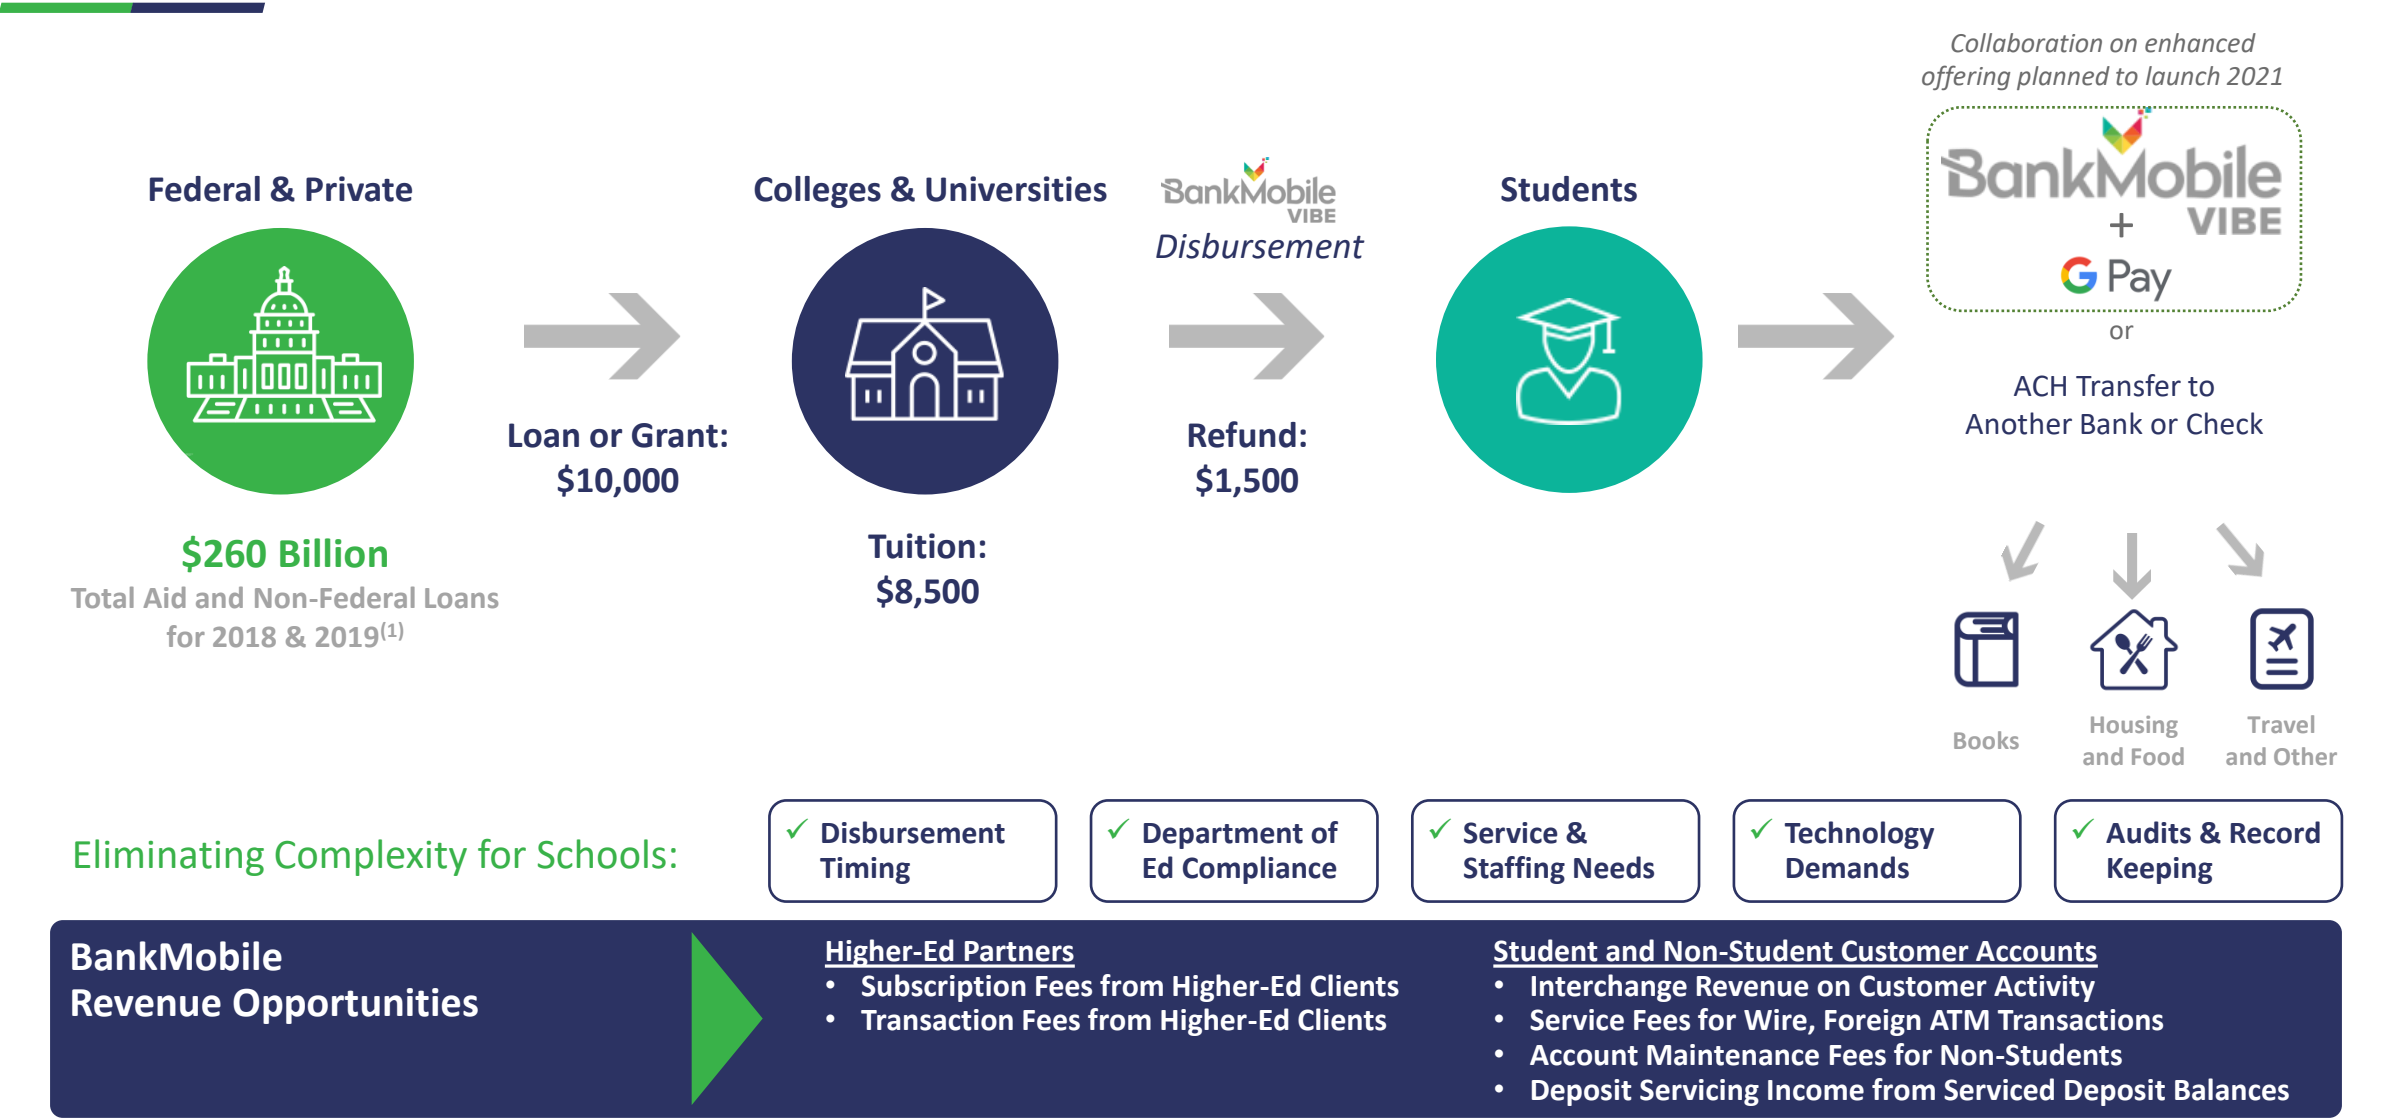 Collaboration on enhanced
offering planned to launch 2021
Federal & Private
Colleges & Universities
BankMobile
VIBE
Disbursement
Students
BankMobile
VIBE
+
G Pay
or
ACH Transfer to
Another Bank or Check
Loan or Grant:
$10,000
Refund:
$1,500
$260 Billion
Total Aid and Non-Federal Loans
for 2018 & 2019(1)
Tuition:
$8,500
Books
Housing
and Food
Travel
and Other
Eliminating Complexity for Schools:
✓ Disbursement
Timing
✓ Department of
Ed Compliance
✓ Service &
Staffing Needs
✓ Technology
Demands
✓ Audits & Record
Keeping
BankMobile
Revenue Opportunities
Higher-Ed Partners
• Subscription Fees from Higher-Ed Clients
• Transaction Fees from Higher-Ed Clients
Student and Non-Student Customer Accounts
• Interchange Revenue on Customer Activity
• Service Fees for Wire, Foreign ATM Transactions
• Account Maintenance Fees for Non-Students
• Deposit Servicing Income from Serviced Deposit Balances